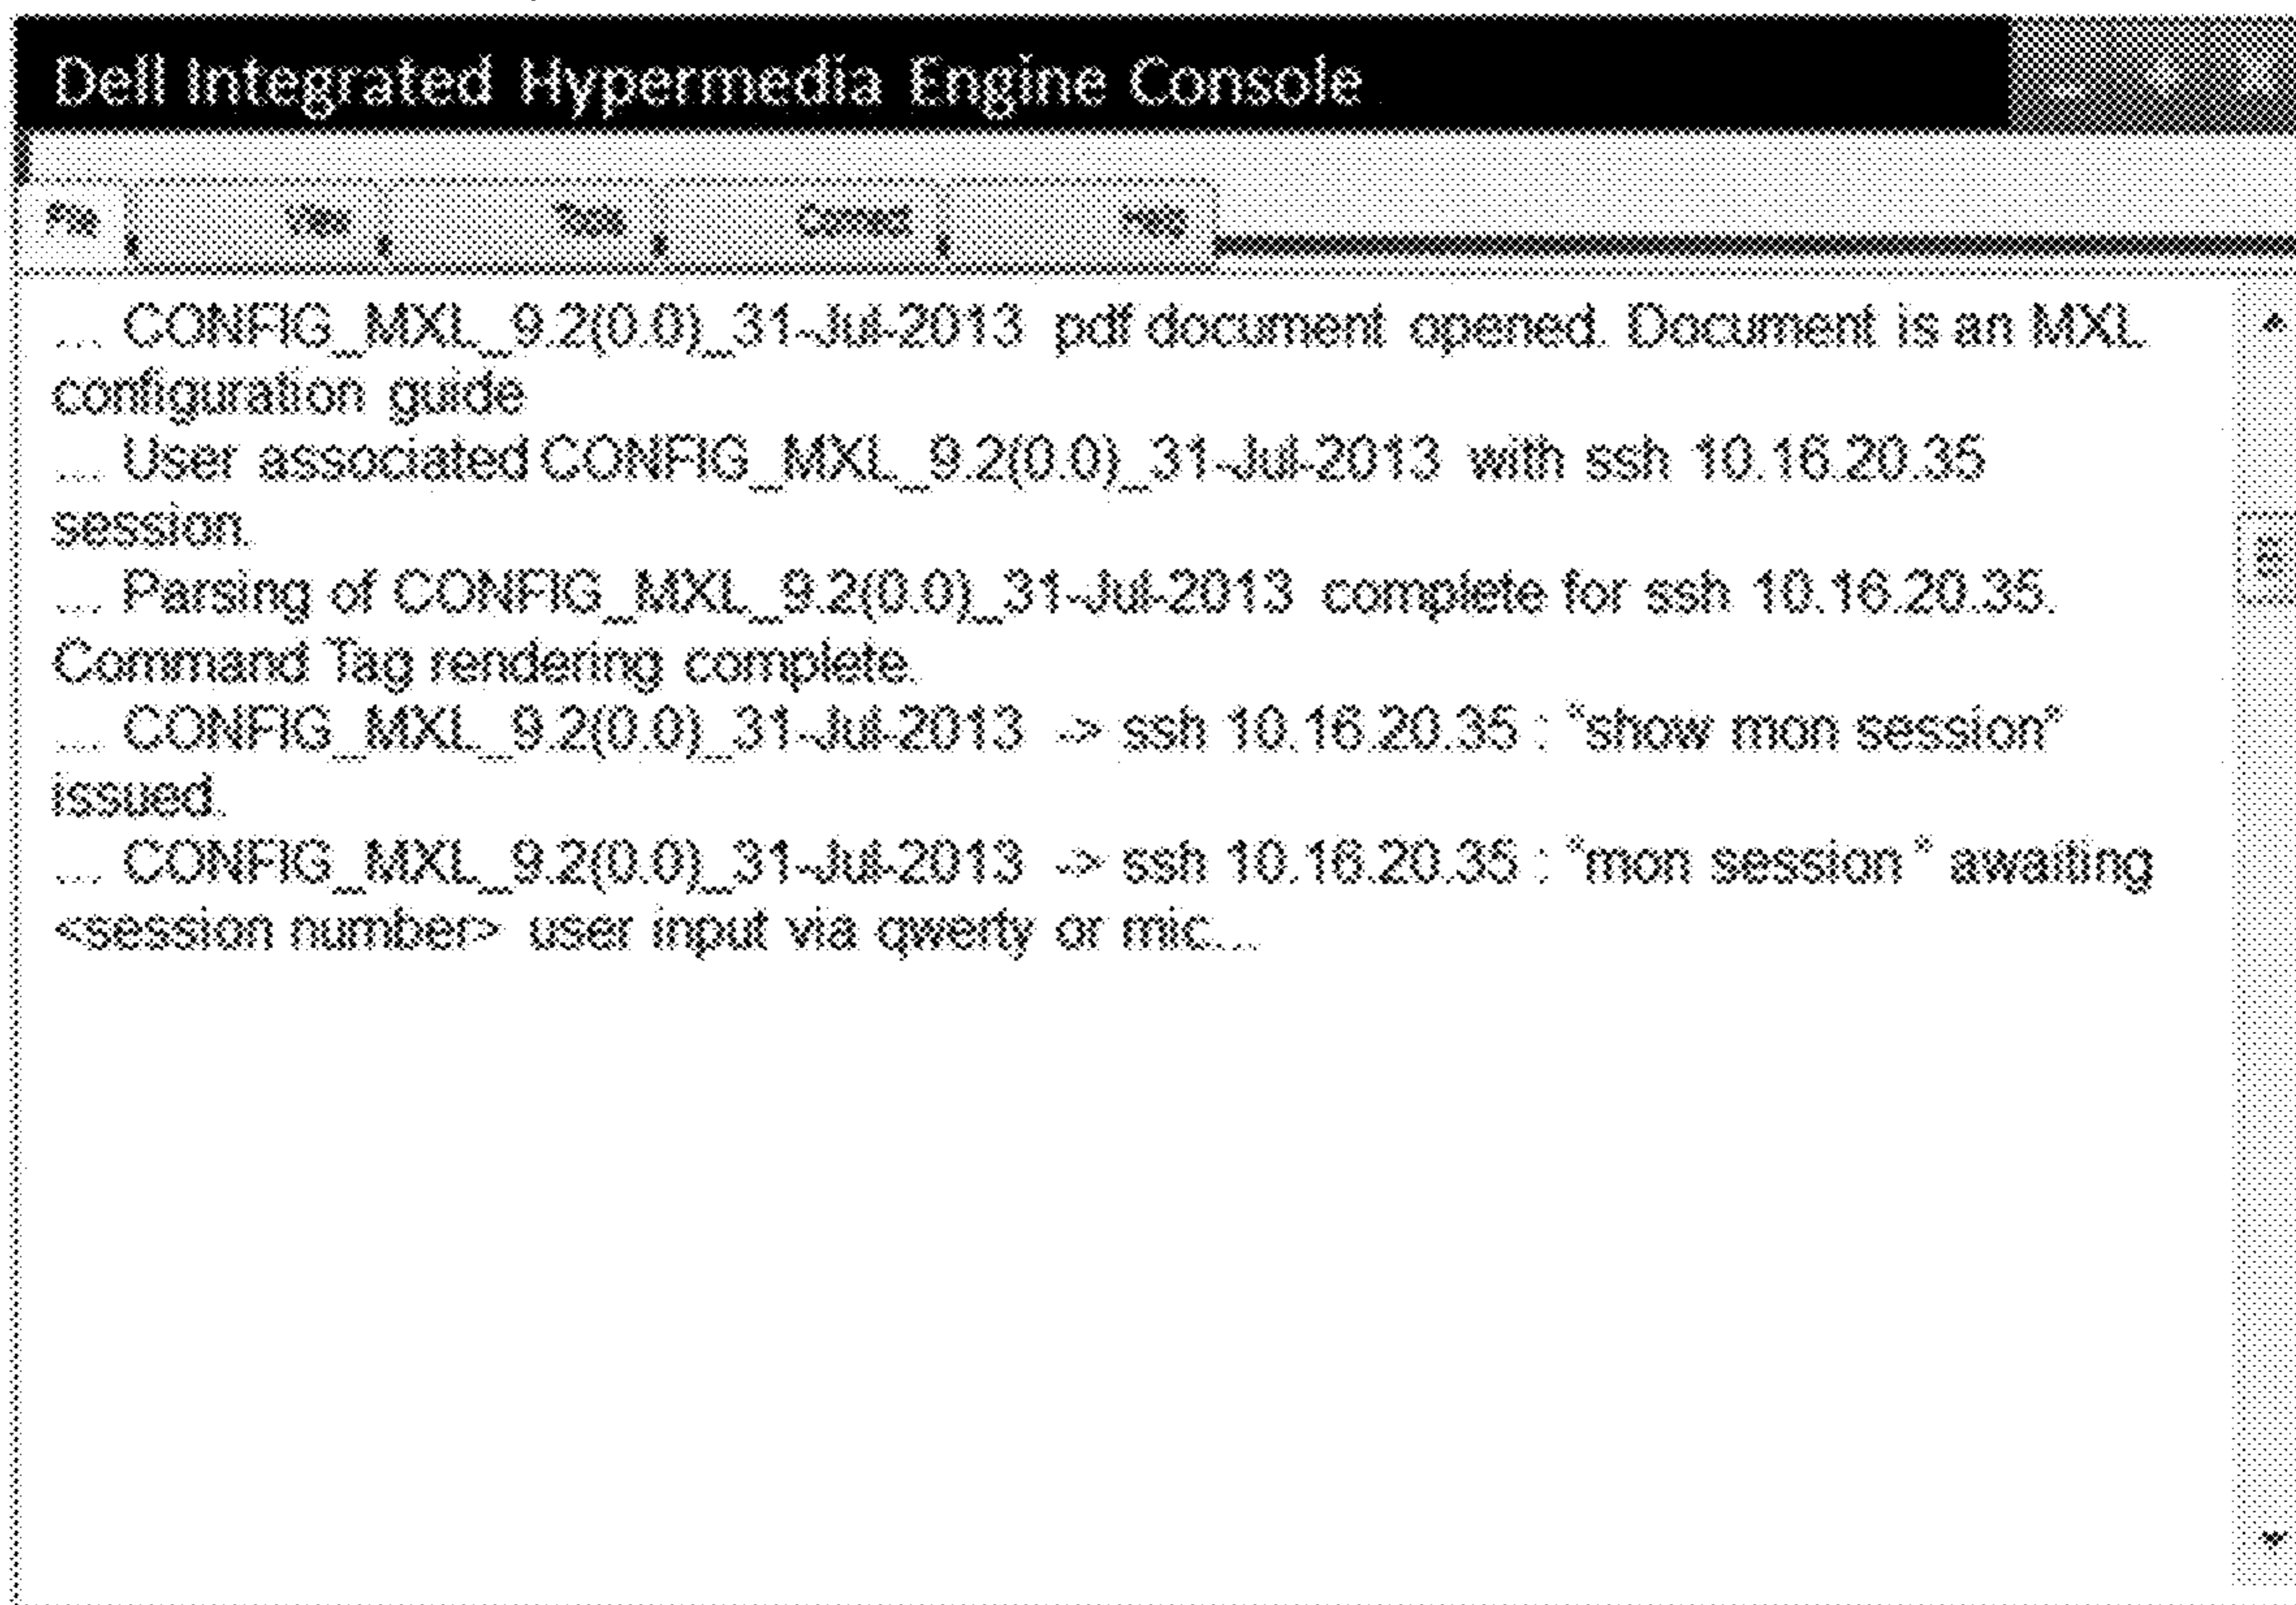 Dell Integrated Hypermedia Engine Console
File View Tools Connect Help
... CONFIG_MXL_9.2(0.0)_31-Jul-2013 pdf document opened. Document is an MXL
configuration guide
... User associated CONFIG_MXL_9.2(0.0)_31-Jul-2013 with ssh 10.16.20.35
session.
... Parsing of CONFIG_MXL_9.2(0.0)_31-Jul-2013 complete for ssh 10.16.20.35.
Command Tag rendering complete.
... CONFIG_MXL_9.2(0.0)_31-Jul-2013 -> ssh 10.16.20.35 : "show mon session"
issued.
... CONFIG_MXL_9.2(0.0)_31-Jul-2013 -> ssh 10.16.20.35 : "mon session " awaiting
<session number> user input via qwerty or mic...